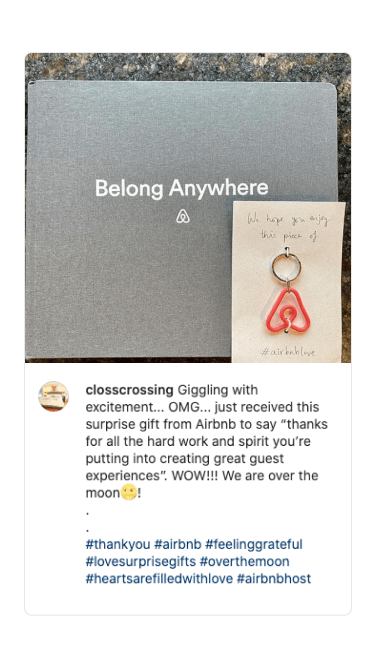 Belong Anywhere
We hope you enjoy
this piece of
#airbnblove
closscrossing Giggling with
excitement... OMG... just received this
surprise gift from Airbnb to say “thanks
for all the hard work and spirit you’re
putting into creating great guest
experiences”. WOW!!! We are over the
moon🌝!
.
.
#thankyou #airbnb #feelinggrateful
#lovesurprisegifts #overthemoon
#heartsarefilledwithlove #airbnbhost